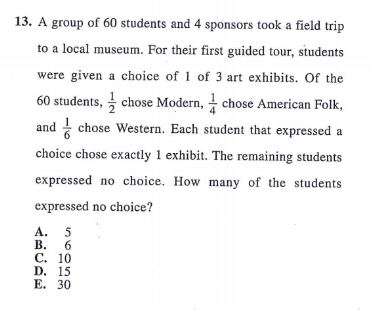 13. A group of 60 students and 4 sponsors took a field trip
to a local museum. For their first guided tour, students
were given a choice of 1 of 3 art exhibits. Of the
60 students, 1/2 chose Modern, 1/4 chose American Folk,
and 1/6 chose Western. Each student that expressed a
choice chose exactly 1 exhibit. The remaining students
expressed no choice. How many of the students
expressed no choice?
A. 5
B. 6
C. 10
D. 15
E. 30